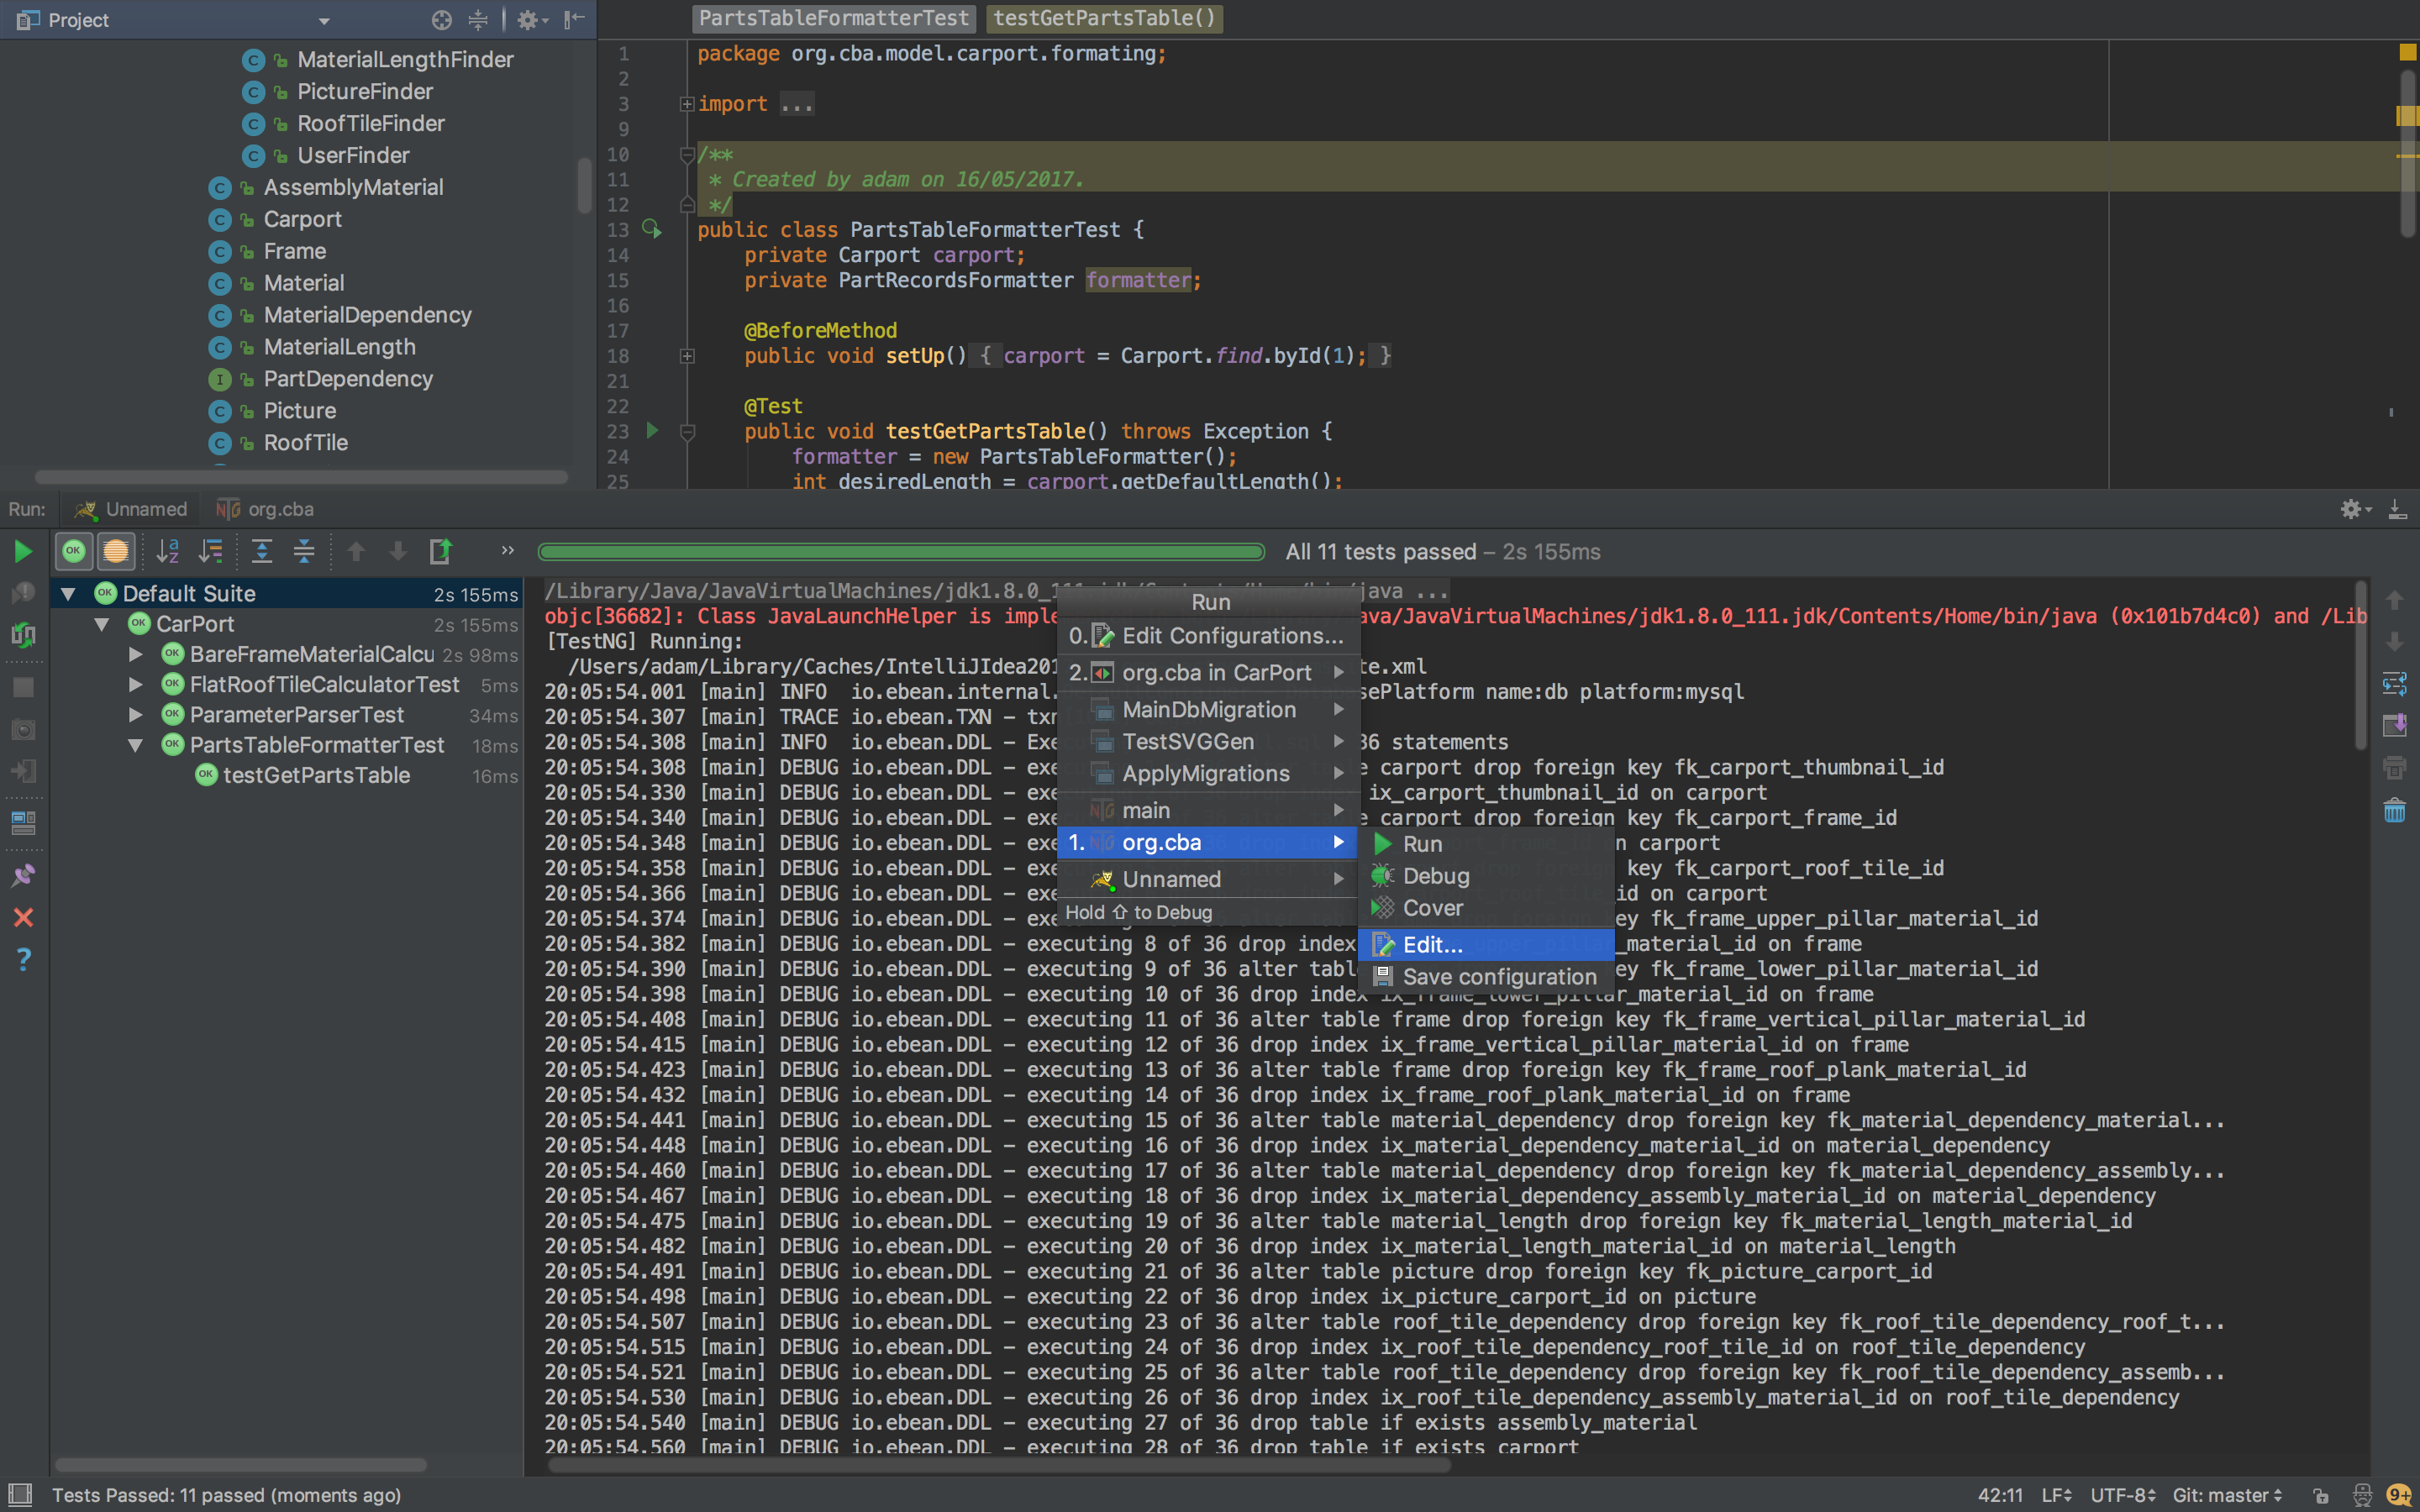 Project
MaterialLengthFinder
PictureFinder
RoofTileFinder
UserFinder
AssemblyMaterial
Carport
Frame
Material
MaterialDependency
MaterialLength
PartDependency
Picture
RoofTile
PartsTableFormatterTest testGetPartsTable()
1 package org.cba.model.carport.formating;
2
3 import ...
9
10 /**
11 * Created by adam on 16/05/2017.
12 */
13 public class PartsTableFormatterTest {
14 private Carport carport;
15 private PartRecordsFormatter formatter;
16
17 @BeforeMethod
18 public void setUp() { carport = Carport.find.byId(1); }
21
22 @Test
23 public void testGetPartsTable() throws Exception {
24 formatter = new PartsTableFormatter();
25 int desiredLength = carport.getDefaultLength();
Run: Unnamed org.cba
All 11 tests passed – 2s 155ms
Default Suite 2s 155ms
CarPort 2s 155ms
BareFrameMaterialCalcu 2s 98ms
FlatRoofTileCalculatorTest 5ms
ParameterParserTest 34ms
PartsTableFormatterTest 18ms
testGetPartsTable 16ms
/Library/Java/JavaVirtualMachines/jdk1.8.0_111.jdk/Contents/Home/bin/java ...
objc[36682]: Class JavaLaunchHelper is imple ava/JavaVirtualMachines/jdk1.8.0_111.jdk/Contents/Home/bin/java (0x101b7d4c0) and /Lib
[TestNG] Running:
/Users/adam/Library/Caches/IntelliJIdea201 te.xml
20:05:54.001 [main] INFO io.ebean.internal. sePlatform name:db platform:mysql
20:05:54.307 [main] TRACE io.ebean.TXN – txn
20:05:54.308 [main] INFO io.ebean.DDL – Exe 36 statements
20:05:54.308 [main] DEBUG io.ebean.DDL – exe e carport drop foreign key fk_carport_thumbnail_id
20:05:54.330 [main] DEBUG io.ebean.DDL – exe ix_carport_thumbnail_id on carport
20:05:54.340 [main] DEBUG io.ebean.DDL – exe e carport drop foreign key fk_carport_frame_id
20:05:54.348 [main] DEBUG io.ebean.DDL – exe n carport
20:05:54.358 [main] DEBUG io.ebean.DDL – exe key fk_carport_roof_tile_id
20:05:54.366 [main] DEBUG io.ebean.DDL – exe id on carport
20:05:54.374 [main] DEBUG io.ebean.DDL – exe ey fk_frame_upper_pillar_material_id
20:05:54.382 [main] DEBUG io.ebean.DDL – executing 8 of 36 drop index _material_id on frame
20:05:54.390 [main] DEBUG io.ebean.DDL – executing 9 of 36 alter tabl ey fk_frame_lower_pillar_material_id
20:05:54.398 [main] DEBUG io.ebean.DDL – executing 10 of 36 drop index ix_frame_lower_pillar_material_id on frame
20:05:54.408 [main] DEBUG io.ebean.DDL – executing 11 of 36 alter table frame drop foreign key fk_frame_vertical_pillar_material_id
20:05:54.415 [main] DEBUG io.ebean.DDL – executing 12 of 36 drop index ix_frame_vertical_pillar_material_id on frame
20:05:54.423 [main] DEBUG io.ebean.DDL – executing 13 of 36 alter table frame drop foreign key fk_frame_roof_plank_material_id
20:05:54.432 [main] DEBUG io.ebean.DDL – executing 14 of 36 drop index ix_frame_roof_plank_material_id on frame
20:05:54.441 [main] DEBUG io.ebean.DDL – executing 15 of 36 alter table material_dependency drop foreign key fk_material_dependency_material...
20:05:54.448 [main] DEBUG io.ebean.DDL – executing 16 of 36 drop index ix_material_dependency_material_id on material_dependency
20:05:54.460 [main] DEBUG io.ebean.DDL – executing 17 of 36 alter table material_dependency drop foreign key fk_material_dependency_assembly...
20:05:54.467 [main] DEBUG io.ebean.DDL – executing 18 of 36 drop index ix_material_dependency_assembly_material_id on material_dependency
20:05:54.475 [main] DEBUG io.ebean.DDL – executing 19 of 36 alter table material_length drop foreign key fk_material_length_material_id
20:05:54.482 [main] DEBUG io.ebean.DDL – executing 20 of 36 drop index ix_material_length_material_id on material_length
20:05:54.491 [main] DEBUG io.ebean.DDL – executing 21 of 36 alter table picture drop foreign key fk_picture_carport_id
20:05:54.498 [main] DEBUG io.ebean.DDL – executing 22 of 36 drop index ix_picture_carport_id on picture
20:05:54.507 [main] DEBUG io.ebean.DDL – executing 23 of 36 alter table roof_tile_dependency drop foreign key fk_roof_tile_dependency_roof_t...
20:05:54.515 [main] DEBUG io.ebean.DDL – executing 24 of 36 drop index ix_roof_tile_dependency_roof_tile_id on roof_tile_dependency
20:05:54.521 [main] DEBUG io.ebean.DDL – executing 25 of 36 alter table roof_tile_dependency drop foreign key fk_roof_tile_dependency_assemb...
20:05:54.530 [main] DEBUG io.ebean.DDL – executing 26 of 36 drop index ix_roof_tile_dependency_assembly_material_id on roof_tile_dependency
20:05:54.540 [main] DEBUG io.ebean.DDL – executing 27 of 36 drop table if exists assembly_material
20:05:54.560 [main] DEBUG io.ebean.DDL – executing 28 of 36 drop table if exists carport
Run
0. Edit Configurations...
2. org.cba in CarPort
MainDbMigration
TestSVGGen
ApplyMigrations
main
1. org.cba
Unnamed
Hold ⇧ to Debug
Run
Debug
Cover
Edit...
Save configuration
Tests Passed: 11 passed (moments ago)
42:11 LF UTF-8 Git: master 9+